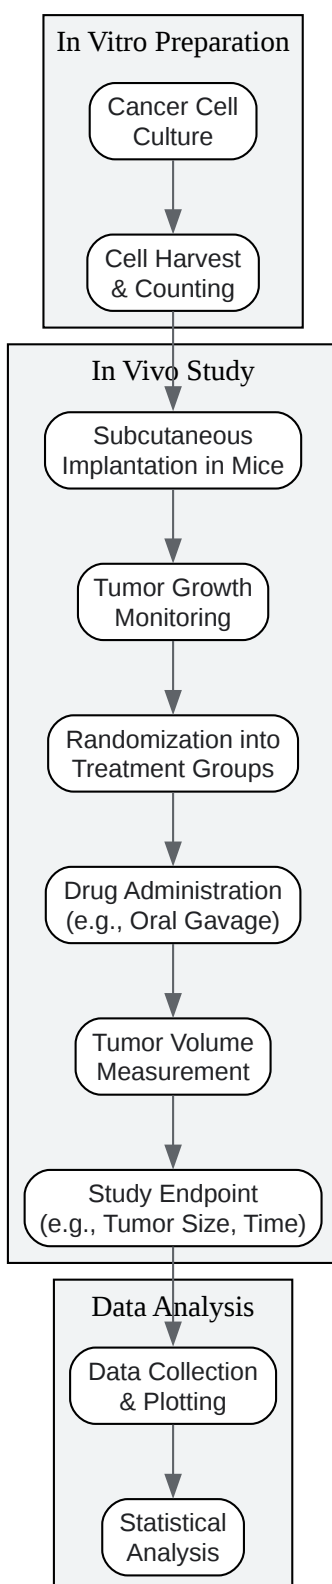 In Vitro Preparation
Cancer Cell
Culture
Cell Harvest
& Counting
In Vivo Study
Subcutaneous
Implantation in Mice
Tumor Growth
Monitoring
Randomization into
Treatment Groups
Drug Administration
(e.g., Oral Gavage)
Tumor Volume
Measurement
Study Endpoint
(e.g., Tumor Size, Time)
Data Analysis
Data Collection
& Plotting
Statistical
Analysis